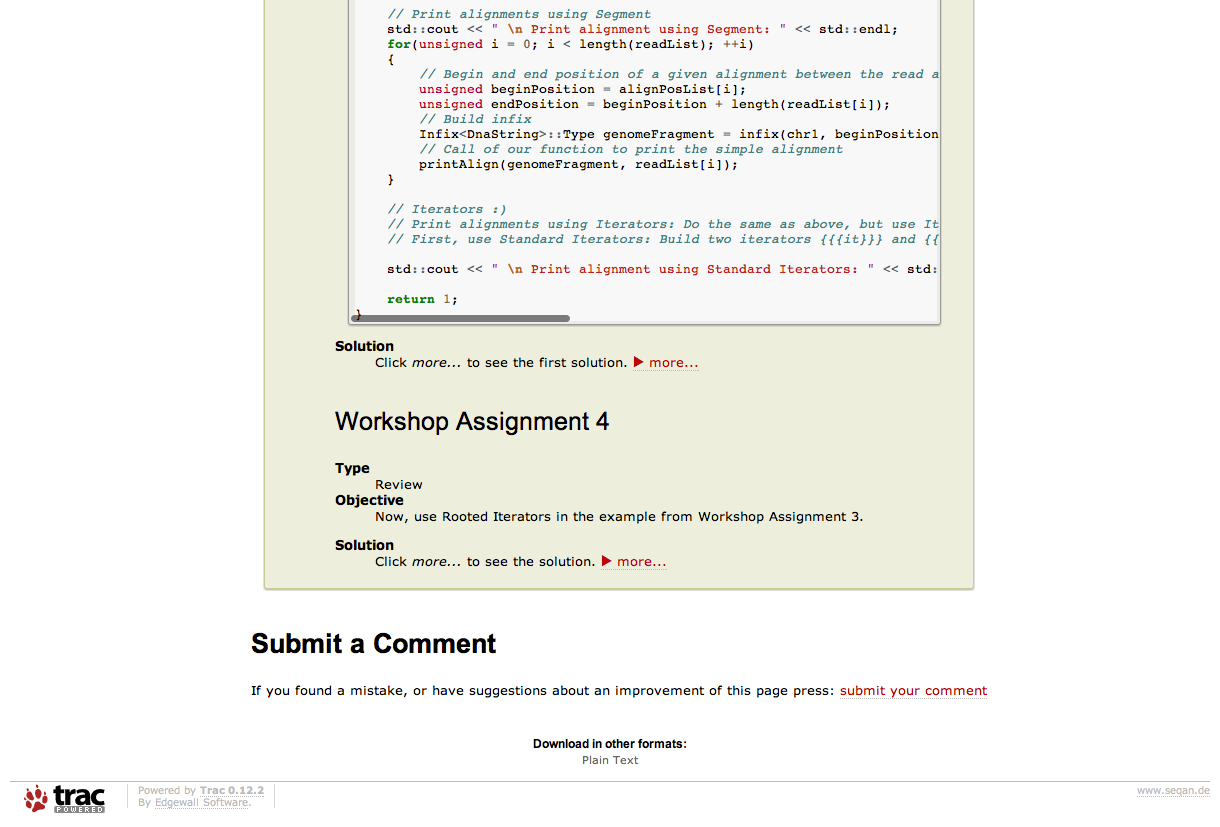 // Print alignments using Segment
std::cout << " \n Print alignment using Segment: " << std::endl;
for(unsigned i = 0; i < length(readList); ++i)
{
// Begin and end position of a given alignment between the read a
unsigned beginPosition = alignPosList[i];
unsigned endPosition = beginPosition + length(readList[i]);
// Build infix
Infix<DnaString>::Type genomeFragment = infix(chr1, beginPosition
// Call of our function to print the simple alignment
printAlign(genomeFragment, readList[i]);
}
// Iterators :)
// Print alignments using Iterators: Do the same as above, but use It
// First, use Standard Iterators: Build two iterators {{{it}}} and {{
std::cout << " \n Print alignment using Standard Iterators: " << std:
return 1;
}
Solution
Click more... to see the first solution. ▶ more...
Workshop Assignment 4
Type
Review
Objective
Now, use Rooted Iterators in the example from Workshop Assignment 3.
Solution
Click more... to see the solution. ▶ more...
Submit a Comment
If you found a mistake, or have suggestions about an improvement of this page press: submit your comment
Download in other formats:
Plain Text
trac
POWERED
Powered by Trac 0.12.2
By Edgewall Software.
www.seqan.de